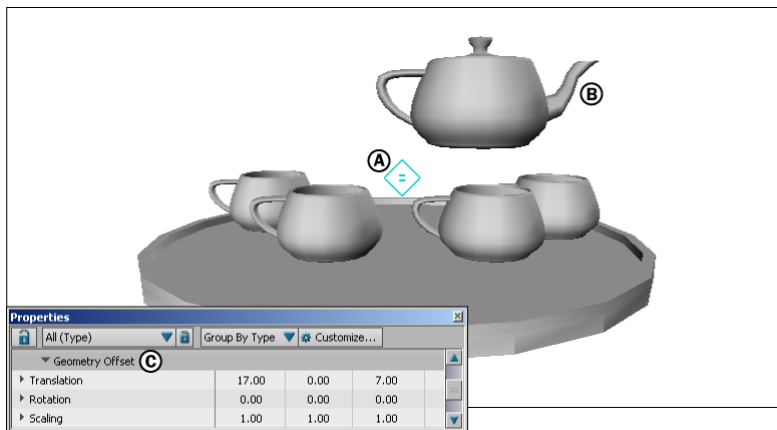 A
=
B
Properties
All (Type) Group By Type Customize...
Geometry Offset C
Translation 17.00 0.00 7.00
Rotation 0.00 0.00 0.00
Scaling 1.00 1.00 1.00